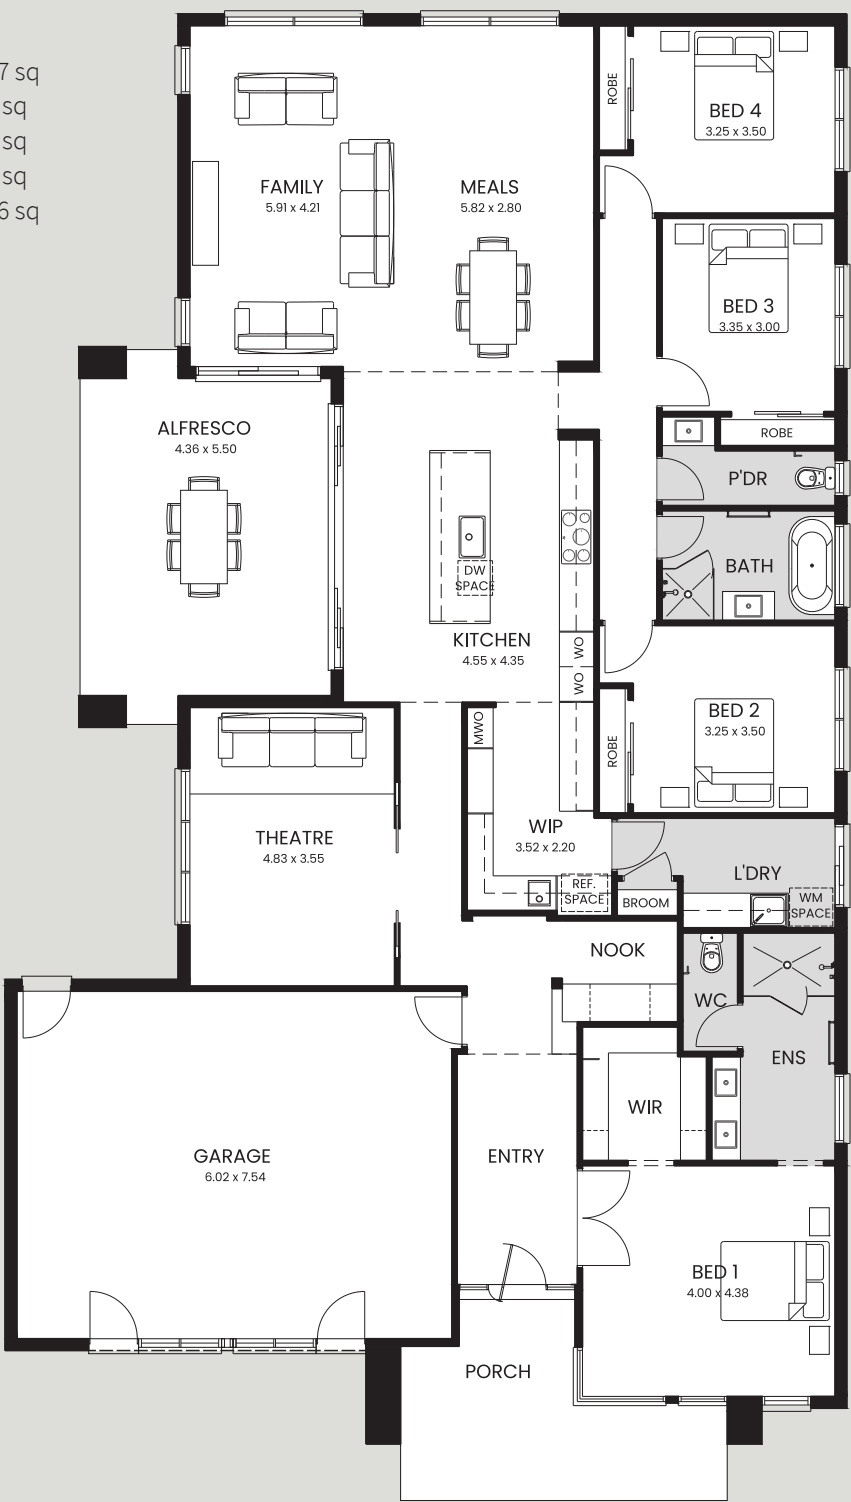 7 sq
sq
sq
sq
6 sq
ROBE
BED 4
3.25 x 3.50
FAMILY
5.91 x 4.21
MEALS
5.82 x 2.80
BED 3
3.35 x 3.00
ROBE
ALFRESCO
4.36 x 5.50
P'DR
BATH
DW
SPACE
KITCHEN
4.55 x 4.35
WO
WO
BED 2
3.25 x 3.50
ROBE
MWO
THEATRE
4.83 x 3.55
WIP
3.52 x 2.20
REF.
SPACE
BROOM
L'DRY
WM
SPACE
NOOK
WC
ENS
WIR
GARAGE
6.02 x 7.54
ENTRY
BED 1
4.00 x 4.38
PORCH